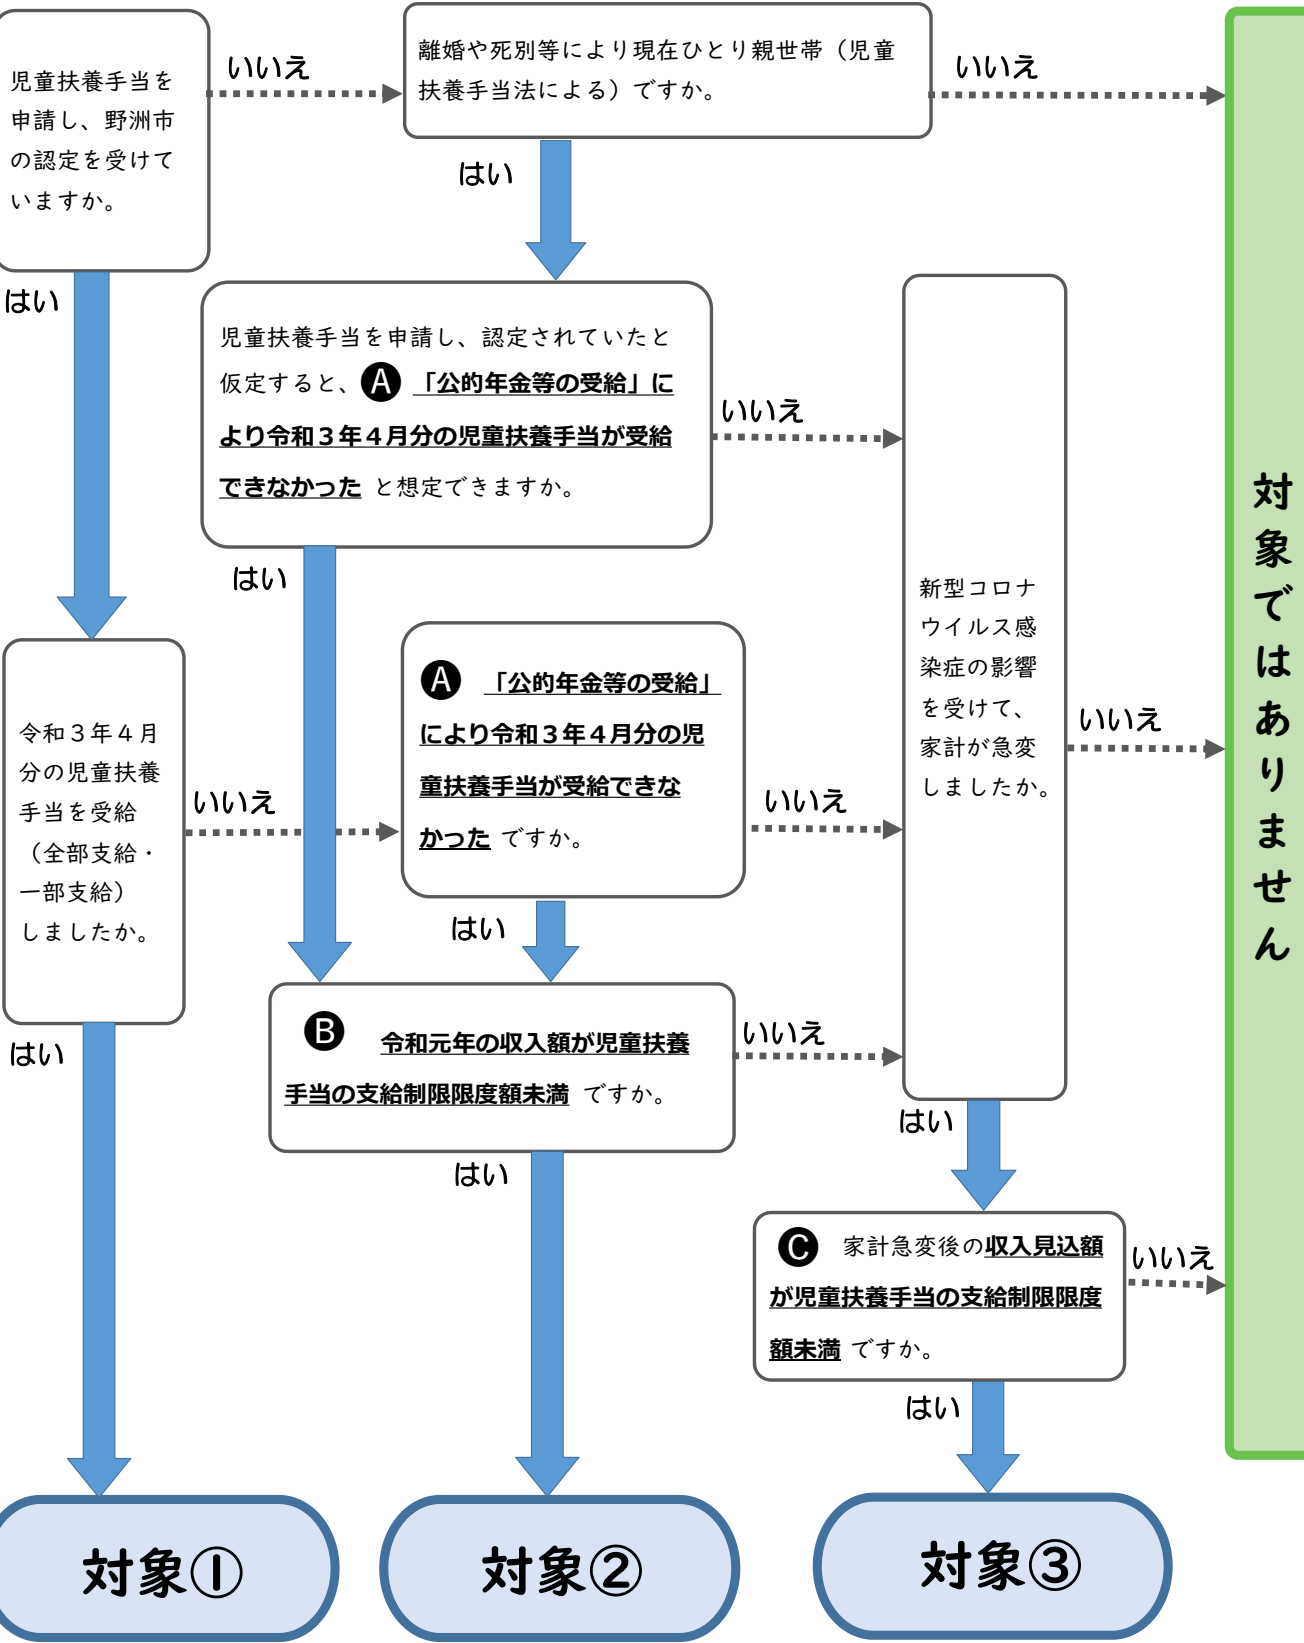 児童扶養手当を
申請し、野洲市
の認定を受けて
いますか。
いいえ
離婚や死別等により現在ひとり親世帯（児童
扶養手当法による）ですか。
いいえ
はい
はい
児童扶養手当を申請し、認定されていたと
仮定すると、A 「公的年金等の受給」に
より令和３年４月分の児童扶養手当が受給
できなかった と想定できますか。
いいえ
はい
新型コロナ
ウイルス感
染症の影響
を受けて、
家計が急変
しましたか。
いいえ
令和３年４月
分の児童扶養
手当を受給
（全部支給・
一部支給）
しましたか。
いいえ
A 「公的年金等の受給」
により令和３年４月分の児
童扶養手当が受給できな
かった ですか。
いいえ
はい
はい
B 令和元年の収入額が児童扶養
手当の支給制限限度額未満 ですか。
いいえ
はい
はい
C 家計急変後の収入見込額
が児童扶養手当の支給制限限度
額未満 ですか。
いいえ
はい
対象ではありません
対象①
対象②
対象③